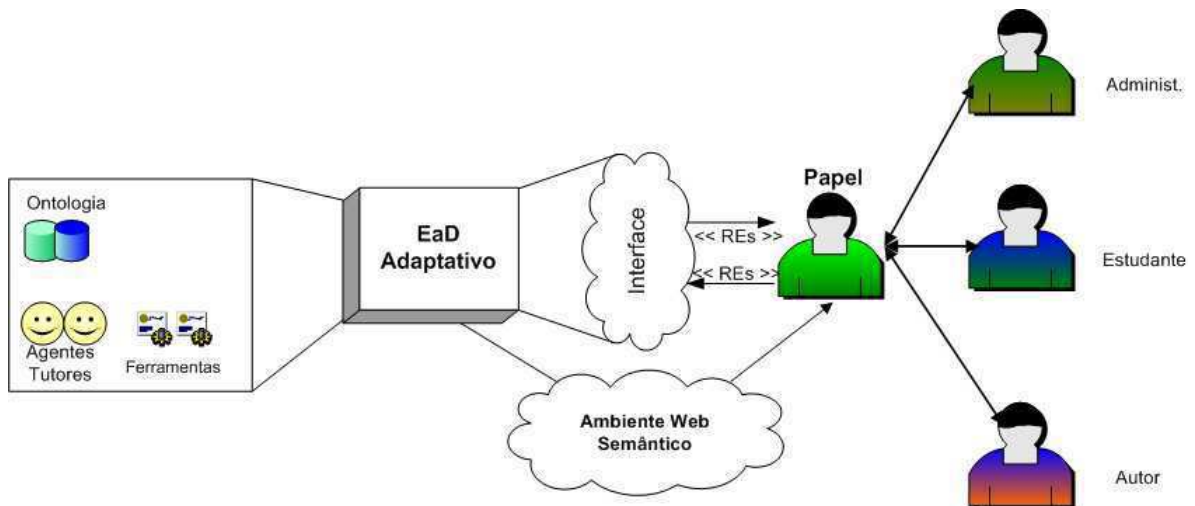 Ontologia
Agentes
Tutores
Ferramentas
EaD
Adaptativo
Interface
<< REs >>
<< REs >>
Ambiente Web
Semântico
Papel
Administ.
Estudante
Autor